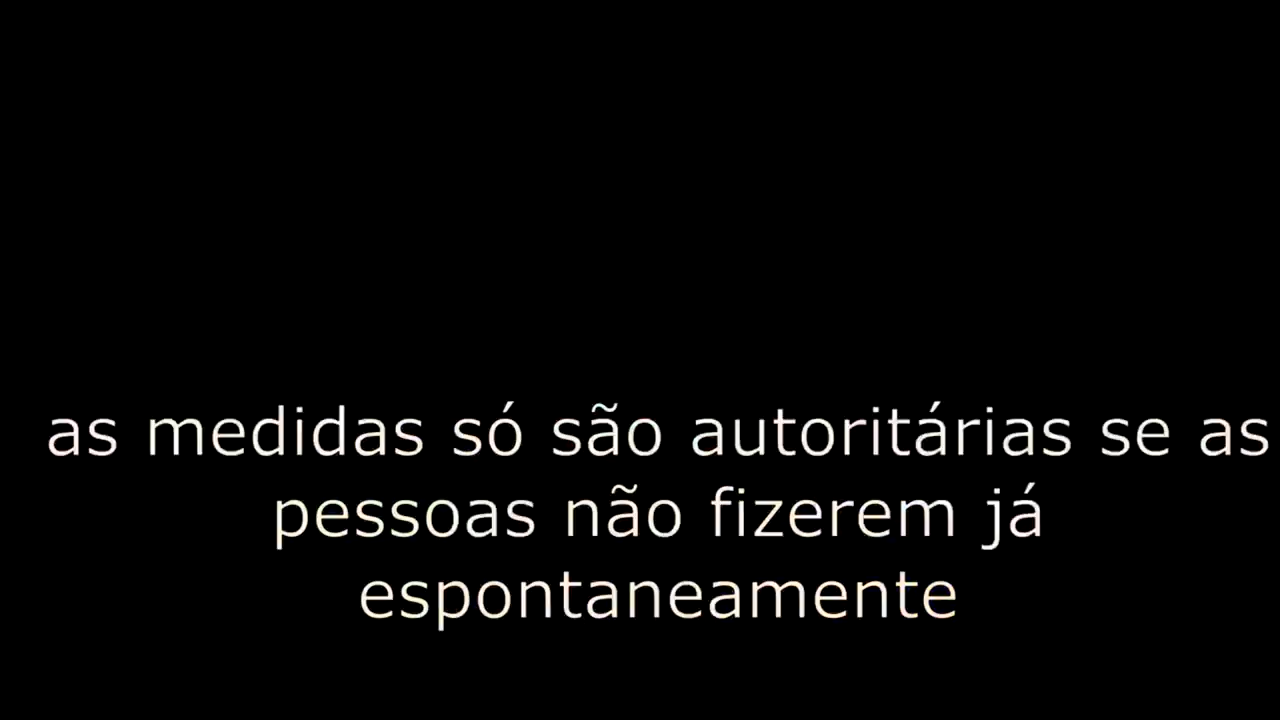 as medidas só são autoritárias se as
pessoas não fizerem já
espontaneamente